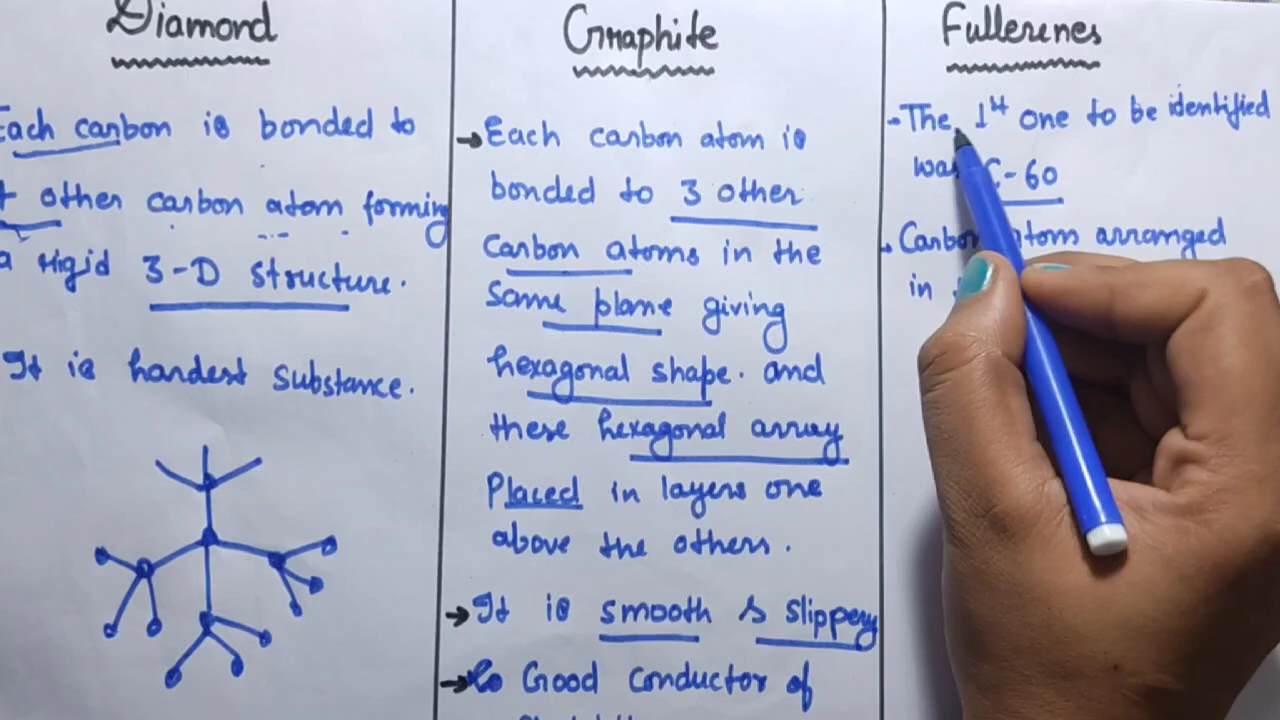 Diamond
Each carbon is bonded to
other carbon atom forming
a rigid 3-D structure.
It is hardest substance.
Graphite
→ Each carbon atom is
bonded to 3 other
carbon atoms in the
same plane giving
hexagonal shape. and
these hexagonal array
Placed in layers one
above the others.
→ It is smooth & slippery
→ Good conductor of
Fullerenes
- The 1st one to be identified
was C-60
Carbon atom arranged
in